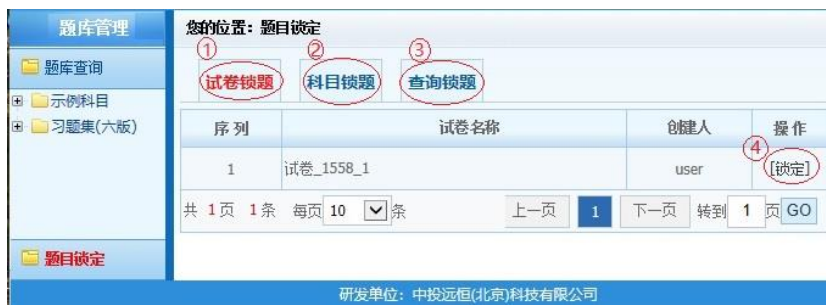 题库管理
您的位置：题目锁定
题库查询
示例科目
习题集(六版)
① ② ③
试卷锁题 科目锁题 查询锁题
序列 试卷名称 创建人 操作
④
1 试卷_1558_1 user [锁定]
共 1页 1条 每页 10 条 上一页 1 下一页 转到 1 页 GO
题目锁定
研发单位：中投远恒(北京)科技有限公司